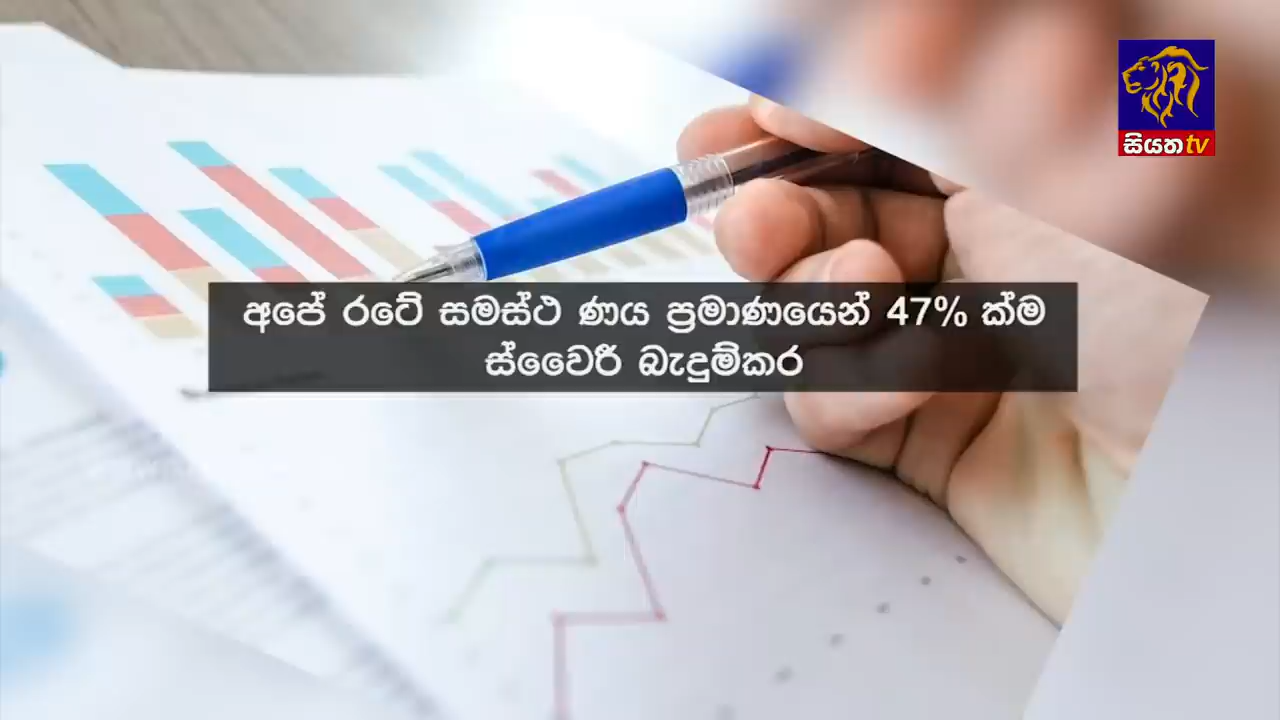 සියත tv
අපේ රටේ සමස්ථ ණය ප්‍රමාණයෙන් 47% ක්ම
ස්වෛරී බැදුම්කර